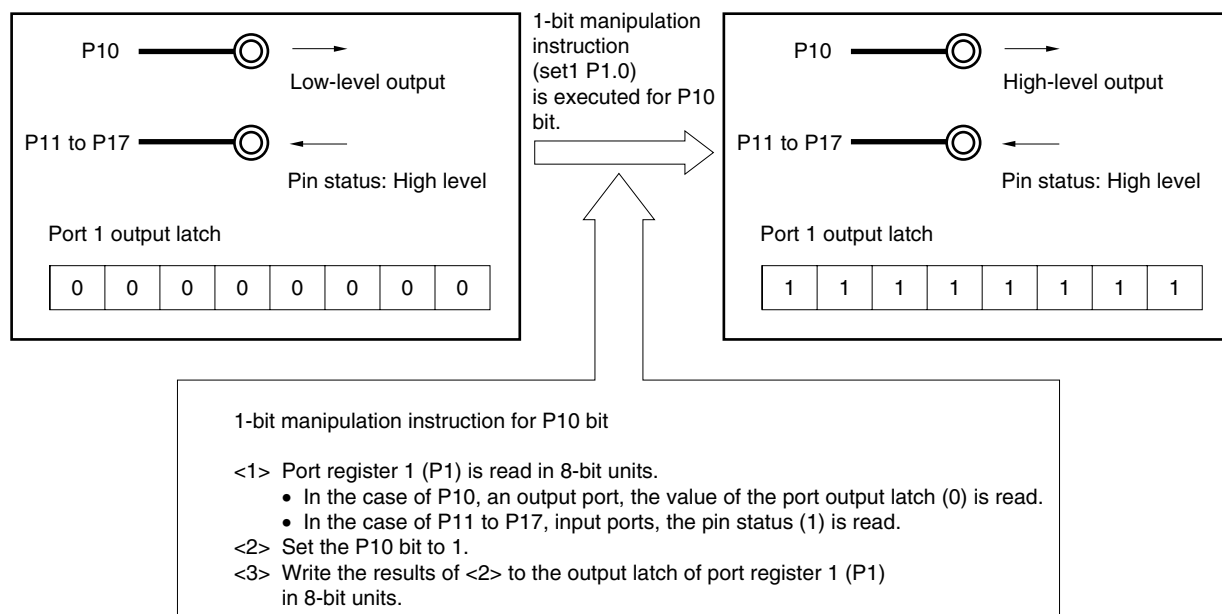 P10
Low-level output
P11 to P17
Pin status: High level
Port 1 output latch
0 0 0 0 0 0 0 0
1-bit manipulation
instruction
(set1 P1.0)
is executed for P10
bit.
P10
High-level output
P11 to P17
Pin status: High level
Port 1 output latch
1 1 1 1 1 1 1 1
1-bit manipulation instruction for P10 bit
<1> Port register 1 (P1) is read in 8-bit units.
• In the case of P10, an output port, the value of the port output latch (0) is read.
• In the case of P11 to P17, input ports, the pin status (1) is read.
<2> Set the P10 bit to 1.
<3> Write the results of <2> to the output latch of port register 1 (P1)
in 8-bit units.